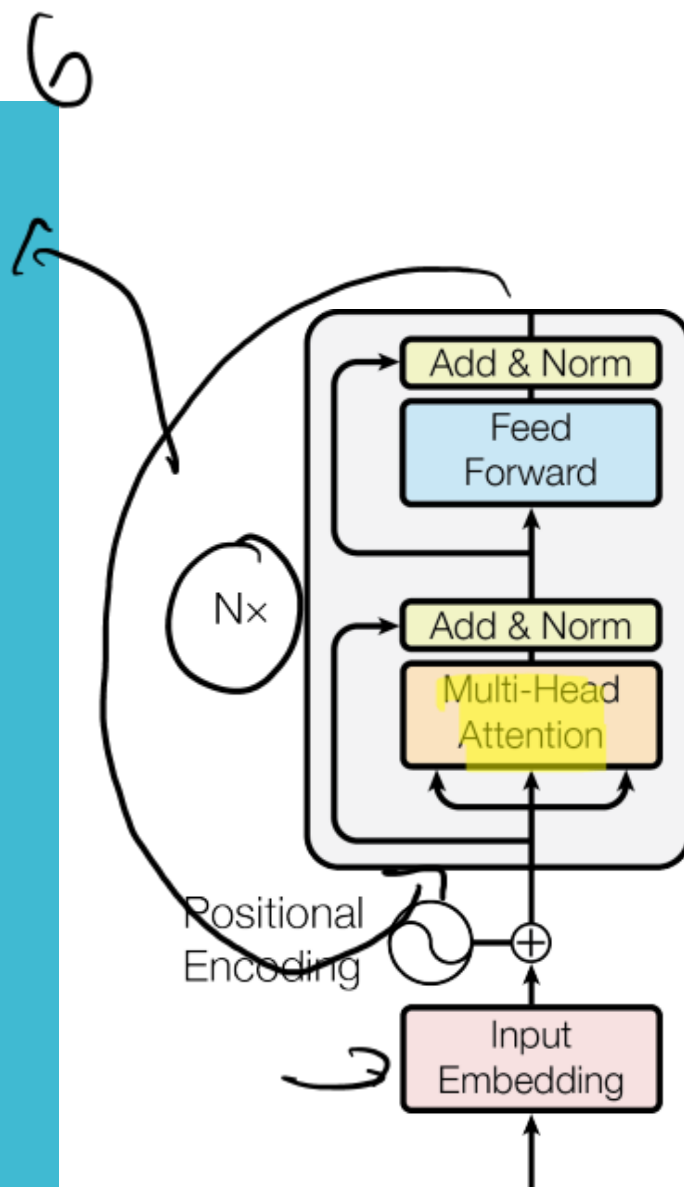 6
Add & Norm
Feed
Forward
Nx
Add & Norm
Multi-Head
Attention
Positional
Encoding
Input
Embedding